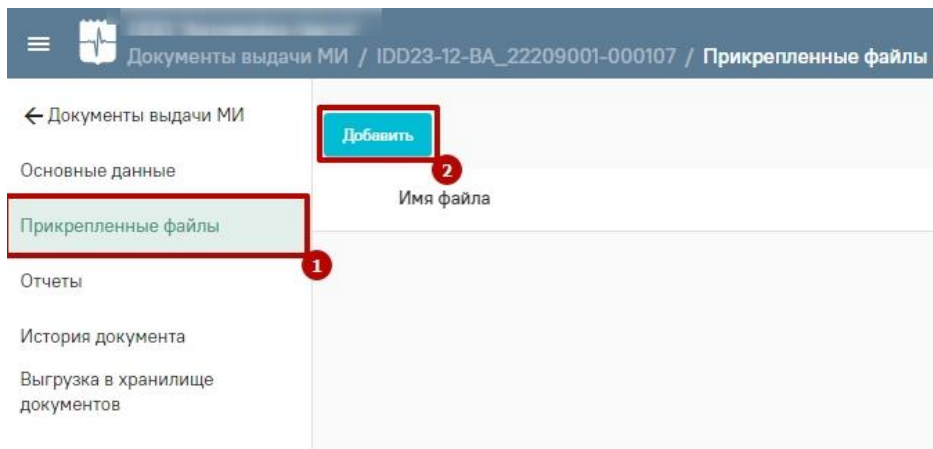 Документы выдачи МИ / IDD23-12-BA_22209001-000107 / Прикрепленные файлы
← Документы выдачи МИ
Добавить
2
Основные данные
Имя файла
Прикрепленные файлы
1
Отчеты
История документа
Выгрузка в хранилище
документов